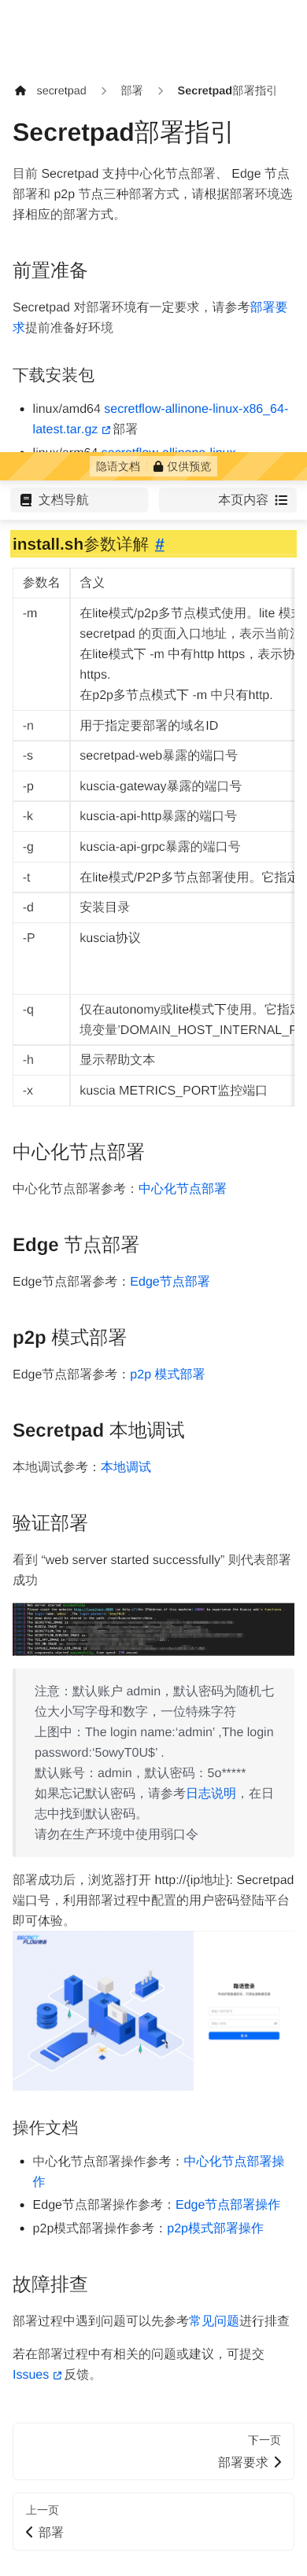 secretpad > 部署 > Secretpad部署指引
Secretpad部署指引
目前 Secretpad 支持中心化节点部署、 Edge 节点
部署和 p2p 节点三种部署方式，请根据部署环境选
择相应的部署方式。
前置准备
Secretpad 对部署环境有一定要求，请参考部署要
求提前准备好环境
下载安装包
linux/amd64 secretflow-allinone-linux-x86_64-
latest.tar.gz 部署
隐语文档 仅供预览
文档导航 本页内容
install.sh参数详解 #
参数名 含义
-m 在lite模式/p2p多节点模式使用。lite 模
secretpad 的页面入口地址，表示当前
在lite模式下 -m 中有http https，表示协
https.
在p2p多节点模式下 -m 中只有http.
-n 用于指定要部署的域名ID
-s secretpad-web暴露的端口号
-p kuscia-gateway暴露的端口号
-k kuscia-api-http暴露的端口号
-g kuscia-api-grpc暴露的端口号
-t 在lite模式/P2P多节点部署使用。它指定
-d 安装目录
-P kuscia协议
-q 仅在autonomy或lite模式下使用。它指定
境变量'DOMAIN_HOST_INTERNAL_
-h 显示帮助文本
-x kuscia METRICS_PORT监控端口
中心化节点部署
中心化节点部署参考：中心化节点部署
Edge 节点部署
Edge节点部署参考：Edge节点部署
p2p 模式部署
Edge节点部署参考：p2p 模式部署
Secretpad 本地调试
本地调试参考：本地调试
验证部署
看到 “web server started successfully” 则代表部署
成功
注意：默认账户 admin，默认密码为随机七
位大小写字母和数字，一位特殊字符
上图中：The login name:‘admin’ ,The login
password:‘5owyT0U$’ .
默认账号：admin，默认密码：5o*****
如果忘记默认密码，请参考日志说明，在日
志中找到默认密码。
请勿在生产环境中使用弱口令
部署成功后，浏览器打开 http://{ip地址}: Secretpad
端口号，利用部署过程中配置的用户密码登陆平台
即可体验。
操作文档
中心化节点部署操作参考：中心化节点部署操
作
Edge节点部署操作参考：Edge节点部署操作
p2p模式部署操作参考：p2p模式部署操作
故障排查
部署过程中遇到问题可以先参考常见问题进行排查
若在部署过程中有相关的问题或建议，可提交
Issues 反馈。
下一页
部署要求
上一页
部署